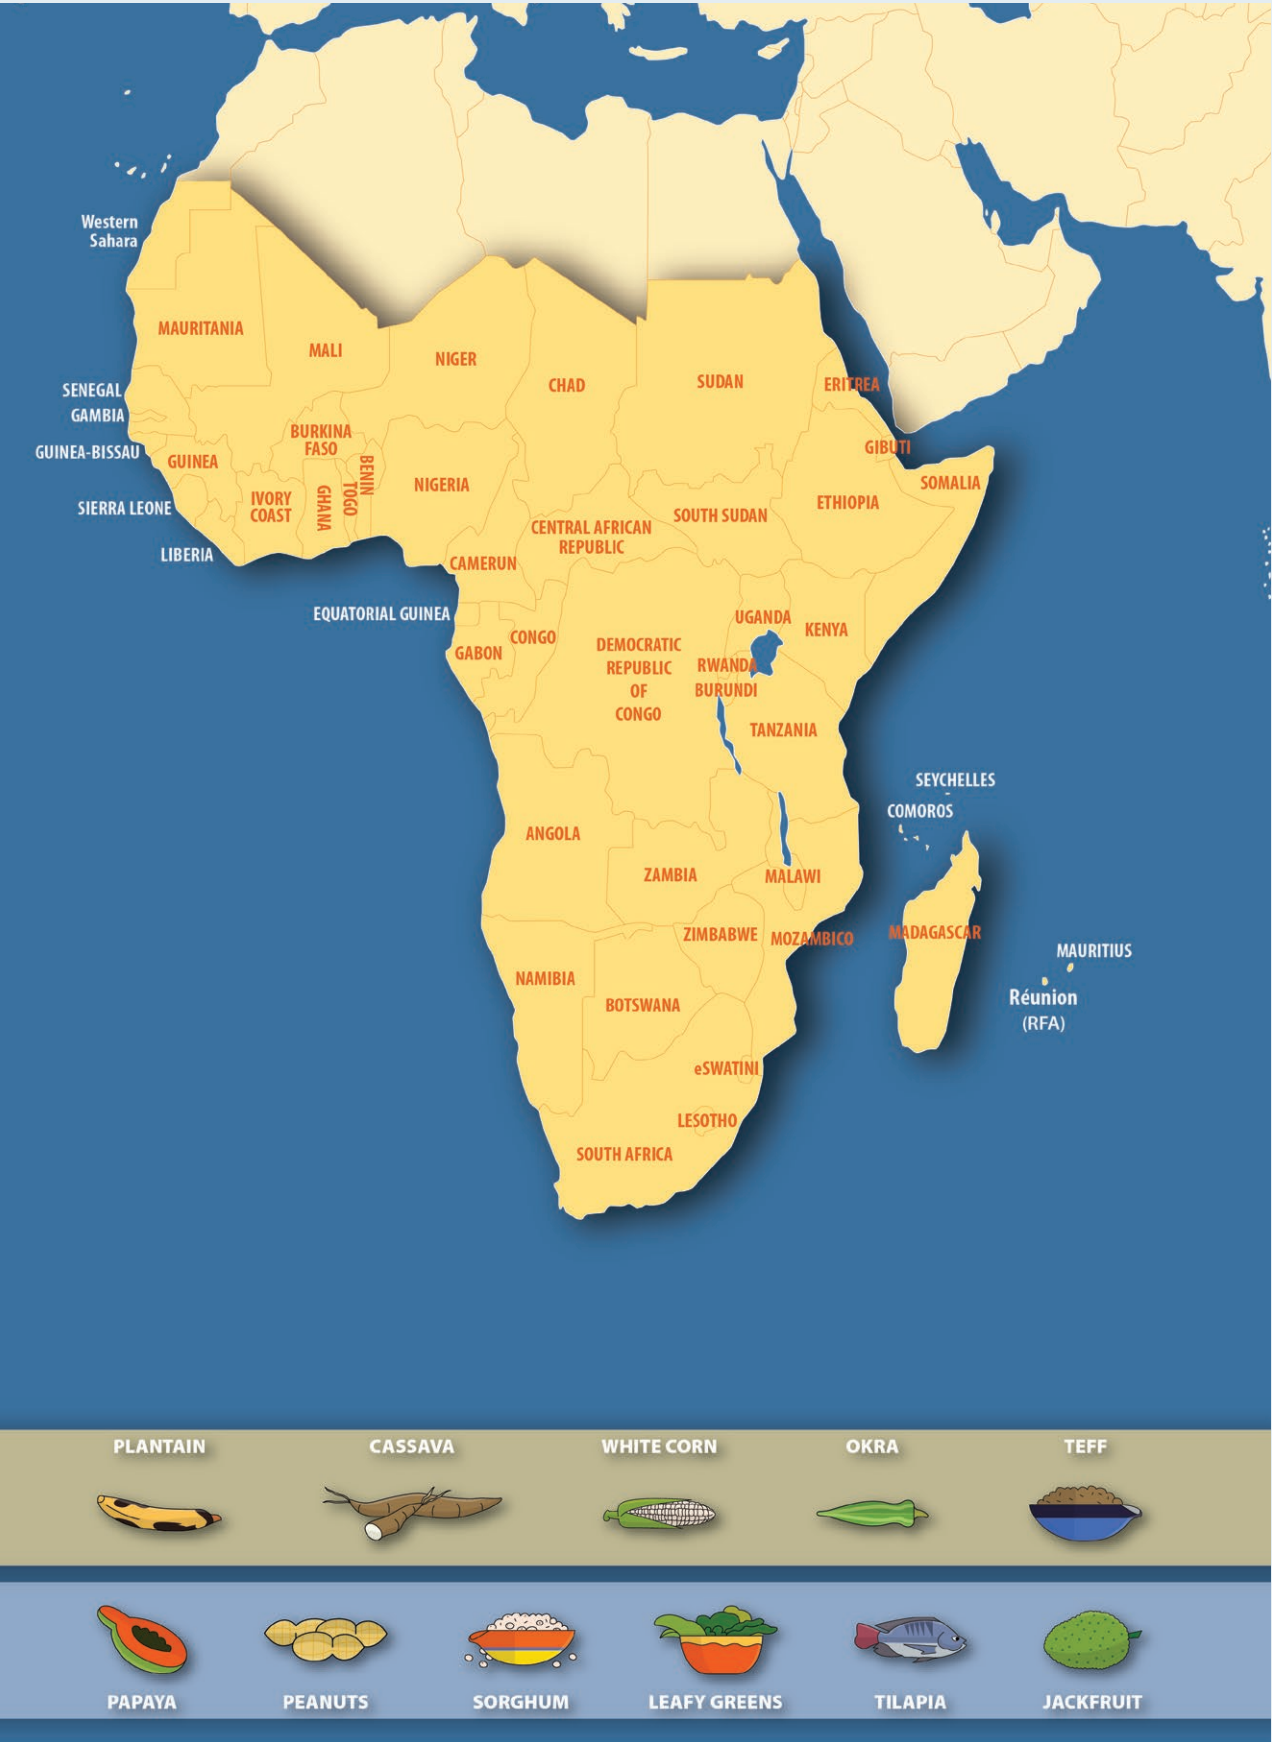 Western
Sahara
MAURITANIA
MALI
NIGER
CHAD
SUDAN
ERITREA
SENEGAL
GAMBIA
GUINEA-BISSAU
GUINEA
BURKINA
FASO
BENIN
TOGO
GHANA
IVORY
COAST
NIGERIA
GIBUTI
SOMALIA
ETHIOPIA
SOUTH SUDAN
CENTRAL AFRICAN
REPUBLIC
SIERRA LEONE
LIBERIA
CAMERUN
EQUATORIAL GUINEA
GABON
CONGO
DEMOCRATIC
REPUBLIC
OF
CONGO
UGANDA
KENYA
RWANDA
BURUNDI
TANZANIA
SEYCHELLES
COMOROS
ANGOLA
ZAMBIA
MALAWI
ZIMBABWE
MOZAMBICO
MADAGASCAR
MAURITIUS
Réunion
(RFA)
NAMIBIA
BOTSWANA
eSWATINI
LESOTHO
SOUTH AFRICA
PLANTAIN
CASSAVA
WHITE CORN
OKRA
TEFF
PAPAYA
PEANUTS
SORGHUM
LEAFY GREENS
TILAPIA
JACKFRUIT